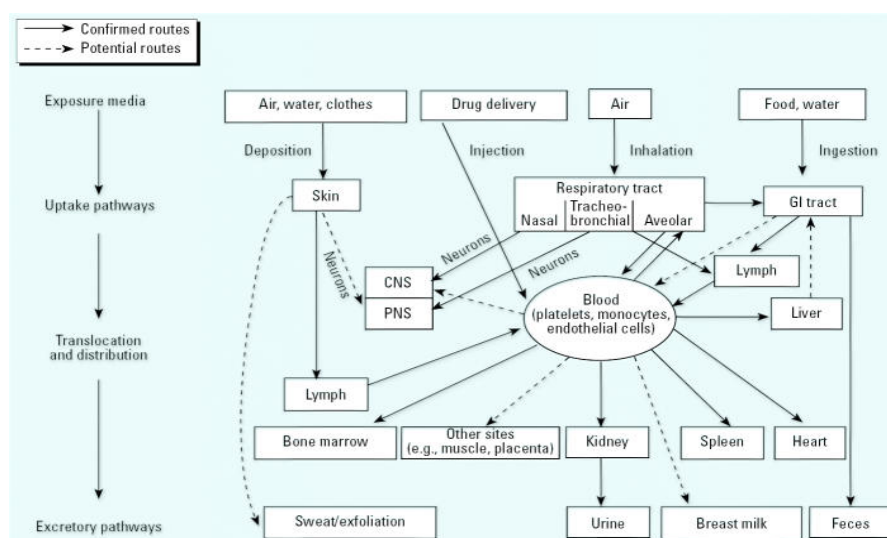 Confirmed routes
Potential routes
Exposure media
Air, water, clothes
Drug delivery
Air
Food, water
Deposition
Injection
Inhalation
Ingestion
Uptake pathways
Skin
Respiratory tract
Nasal
Tracheo-
bronchial
Aveolar
GI tract
Neurons
Neurons
Neurons
CNS
PNS
Lymph
Blood
(platelets, monocytes,
endothelial cells)
Liver
Translocation
and distribution
Lymph
Bone marrow
Other sites
(e.g., muscle, placenta)
Kidney
Spleen
Heart
Excretory pathways
Sweat/exfoliation
Urine
Breast milk
Feces